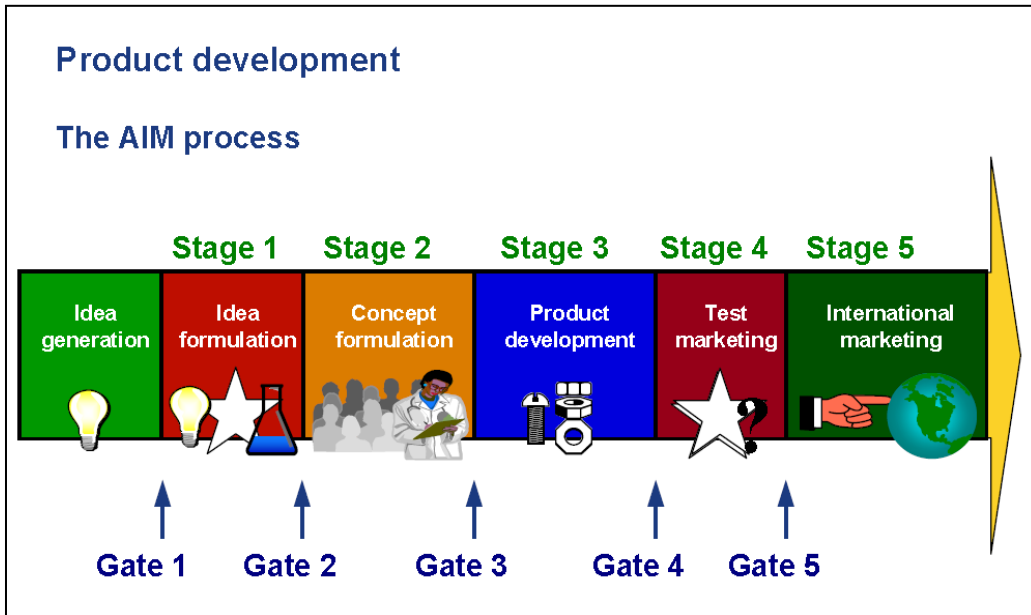 Product development
The AIM process
Stage 1
Stage 2
Stage 3
Stage 4
Stage 5
Idea
generation
Idea
formulation
Concept
formulation
Product
development
Test
marketing
International
marketing
?
Gate 1
Gate 2
Gate 3
Gate 4
Gate 5